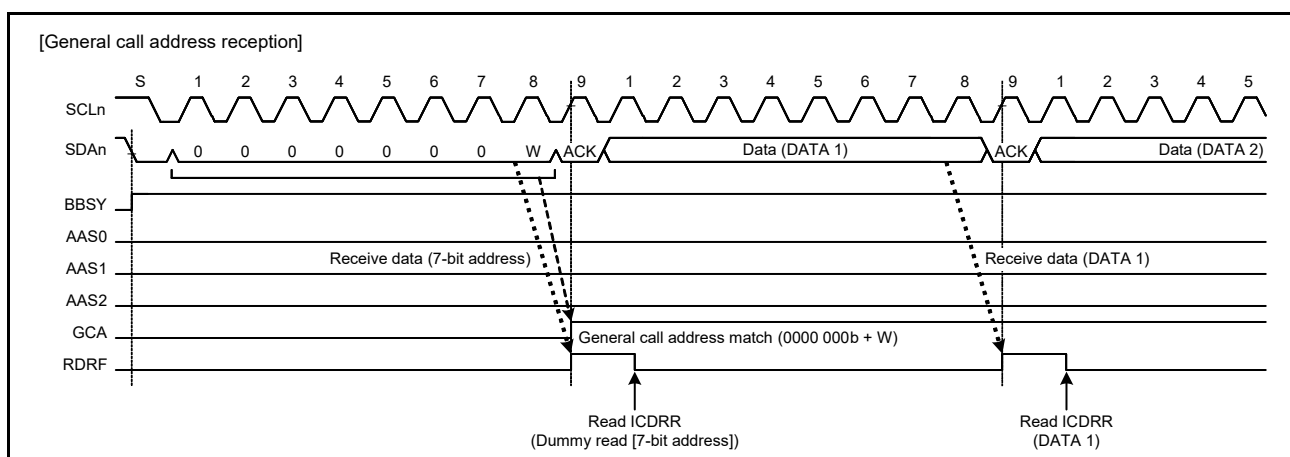 [General call address reception]
S 1 2 3 4 5 6 7 8 9 1 2 3 4 5 6 7 8 9 1 2 3 4 5
SCLn
SDAn 0 0 0 0 0 0 0 W ACK Data (DATA 1) ACK Data (DATA 2)
BBSY
AAS0
Receive data (7-bit address) Receive data (DATA 1)
AAS1
AAS2
GCA
General call address match (0000 000b + W)
RDRF
Read ICDRR Read ICDRR
(Dummy read [7-bit address]) (DATA 1)